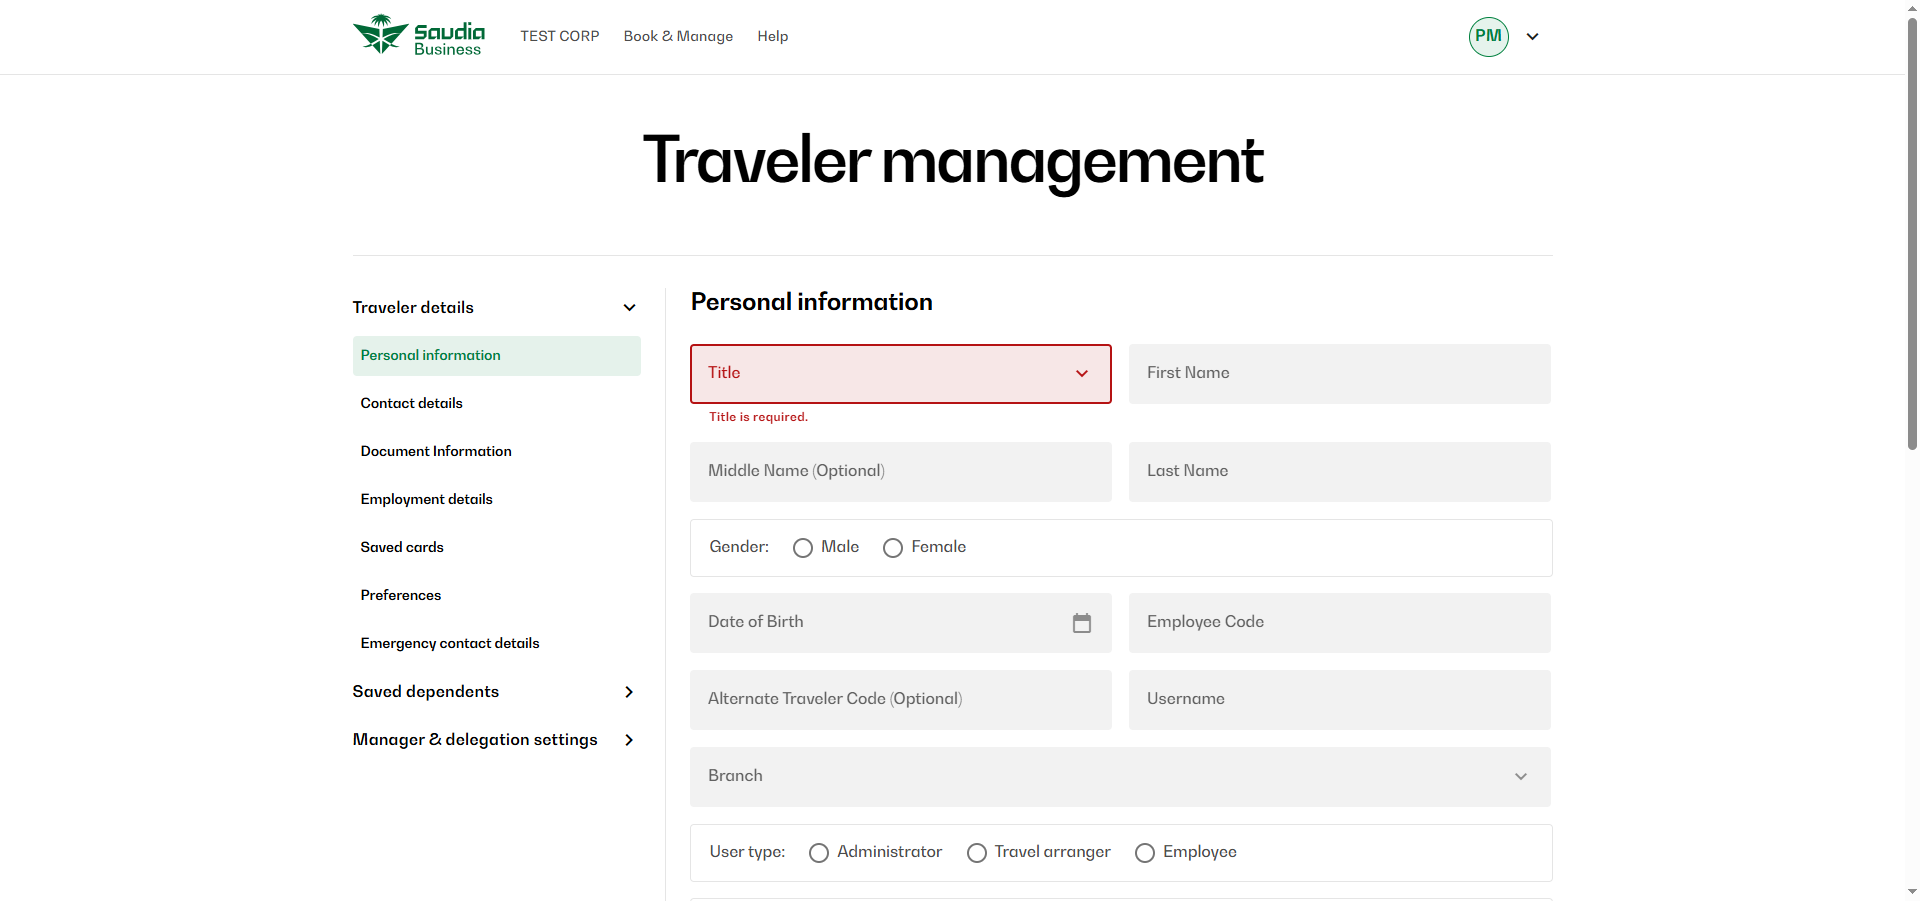 Saudia Business
TEST CORP
Book & Manage
Help
PM
Traveler management
Traveler details
Personal information
Contact details
Document Information
Employment details
Saved cards
Preferences
Emergency contact details
Saved dependents
Manager & delegation settings
Personal information
Title
First Name
Title is required.
Middle Name (Optional)
Last Name
Gender: Male Female
Date of Birth
Employee Code
Alternate Traveler Code (Optional)
Username
Branch
User type: Administrator Travel arranger Employee